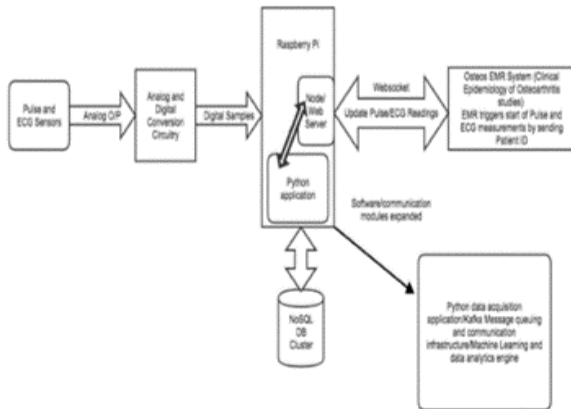 Raspberry Pi
Pulse and
ECG Sensors
Analog O/P
Analog and
Digital
Conversion
Circuitry
Digital Samples
Node/
Web
Server
Python
application
Websocket
Update Pulse/ECG Readings
Osteos EMR System (Clinical
Epidemiology of Osteoarthritis
studies)
EMR triggers start of Pulse and
ECG measurements by sending
Patient ID
Software/communication
modules expanded
NoSQL
DB
Cluster
Python data acquisition
application/Kafka Message queuing
and communication
infrastructure/Machine Learning and
data analytics engine